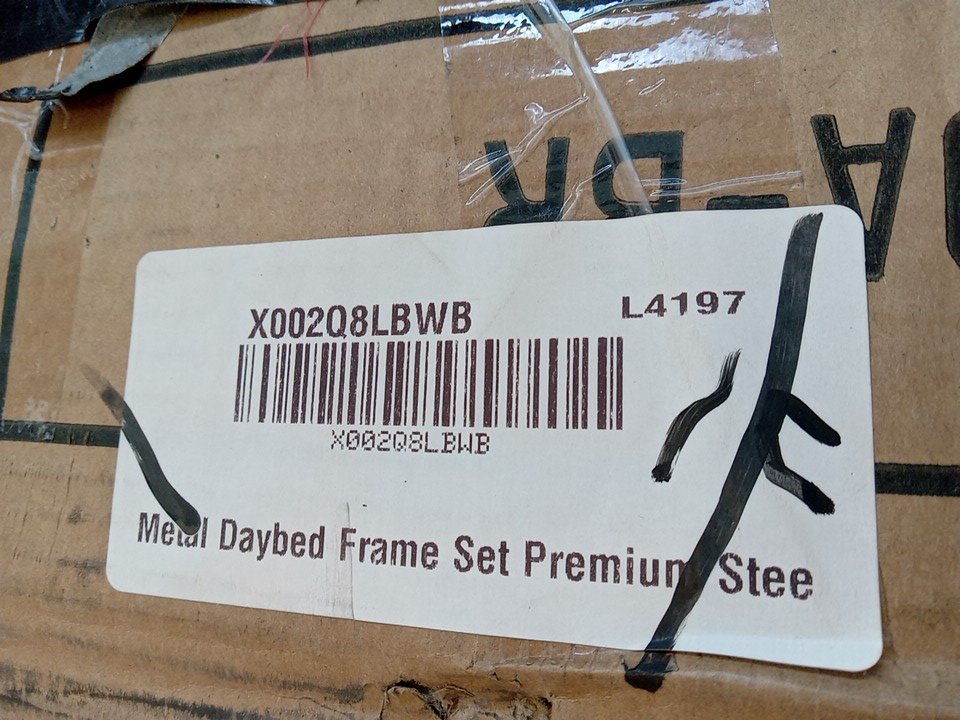 X002Q8LBWB
L4197
X002Q8LBWB
Metal Daybed Frame Set Premium Stee